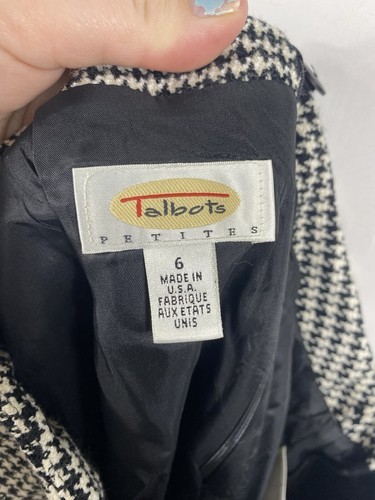 Talbots
PETITES
6
MADE IN
U.S.A.
FABRIQUE
AUX ETATS
UNIS